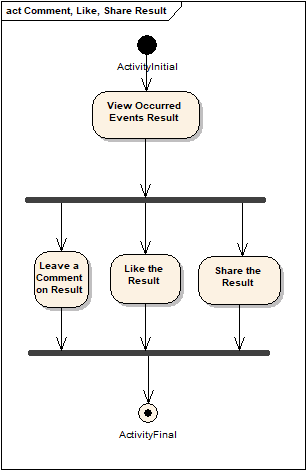 act Comment, Like, Share Result
ActivityInitial
View Occurred
Events Result
Leave a
Comment
on Result
Like the
Result
Share the
Result
ActivityFinal